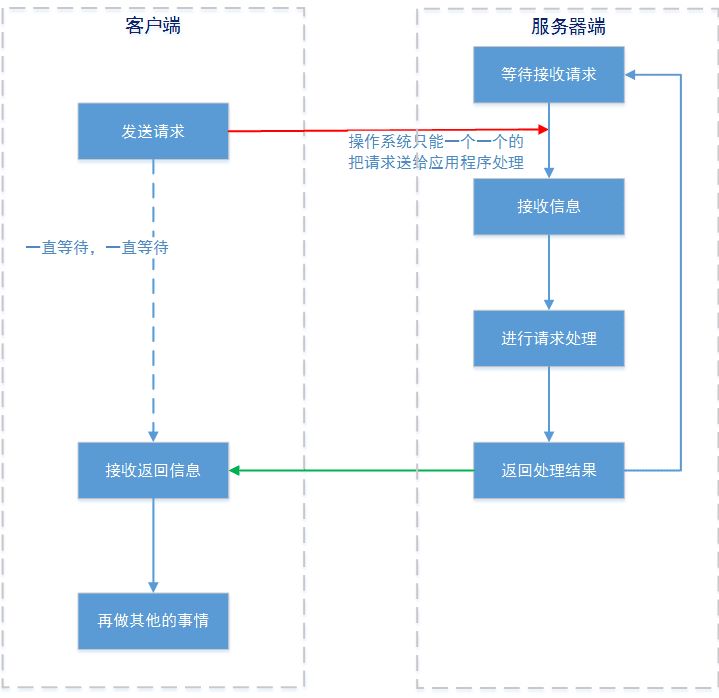 客户端
发送请求
一直等待，一直等待
接收返回信息
再做其他的事情
服务器端
等待接收请求
操作系统只能一个一个的
把请求送给应用程序处理
接收信息
进行请求处理
返回处理结果